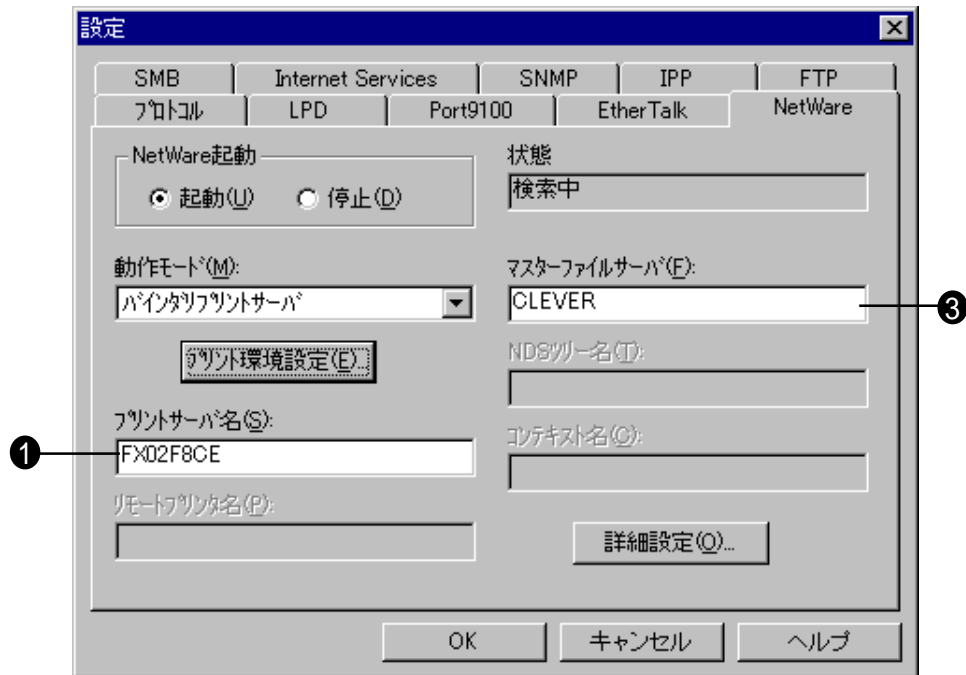 設定
SMB Internet Services SNMP IPP FTP
プロトコル LPD Port9100 EtherTalk NetWare
NetWare起動
起動(U) 停止(D)
状態
検索中
動作モード(M):
バインダリプリントサーバ
マスターファイルサーバ(F):
CLEVER
❸
プリント環境設定(E)...
NDSツリー名(T):
プリントサーバ名(S):
❶
FX02F8CE
コンテキスト名(C):
リモートプリンタ名(P):
詳細設定(O)...
OK キャンセル ヘルプ